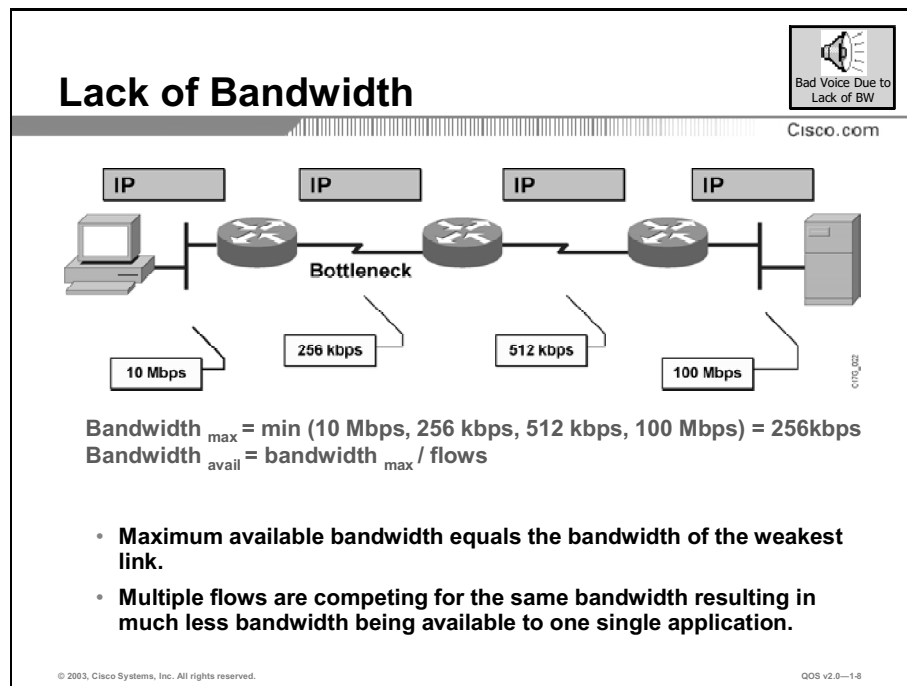 Lack of Bandwidth
Bad Voice Due to
Lack of BW
Cisco.com
IP
IP
IP
IP
Bottleneck
10 Mbps
256 kbps
512 kbps
100 Mbps
C17G_022
Bandwidth max = min (10 Mbps, 256 kbps, 512 kbps, 100 Mbps) = 256kbps
Bandwidth avail = bandwidth max / flows
• Maximum available bandwidth equals the bandwidth of the weakest
link.
• Multiple flows are competing for the same bandwidth resulting in
much less bandwidth being available to one single application.
© 2003, Cisco Systems, Inc. All rights reserved.
QOS v2.0—1-8